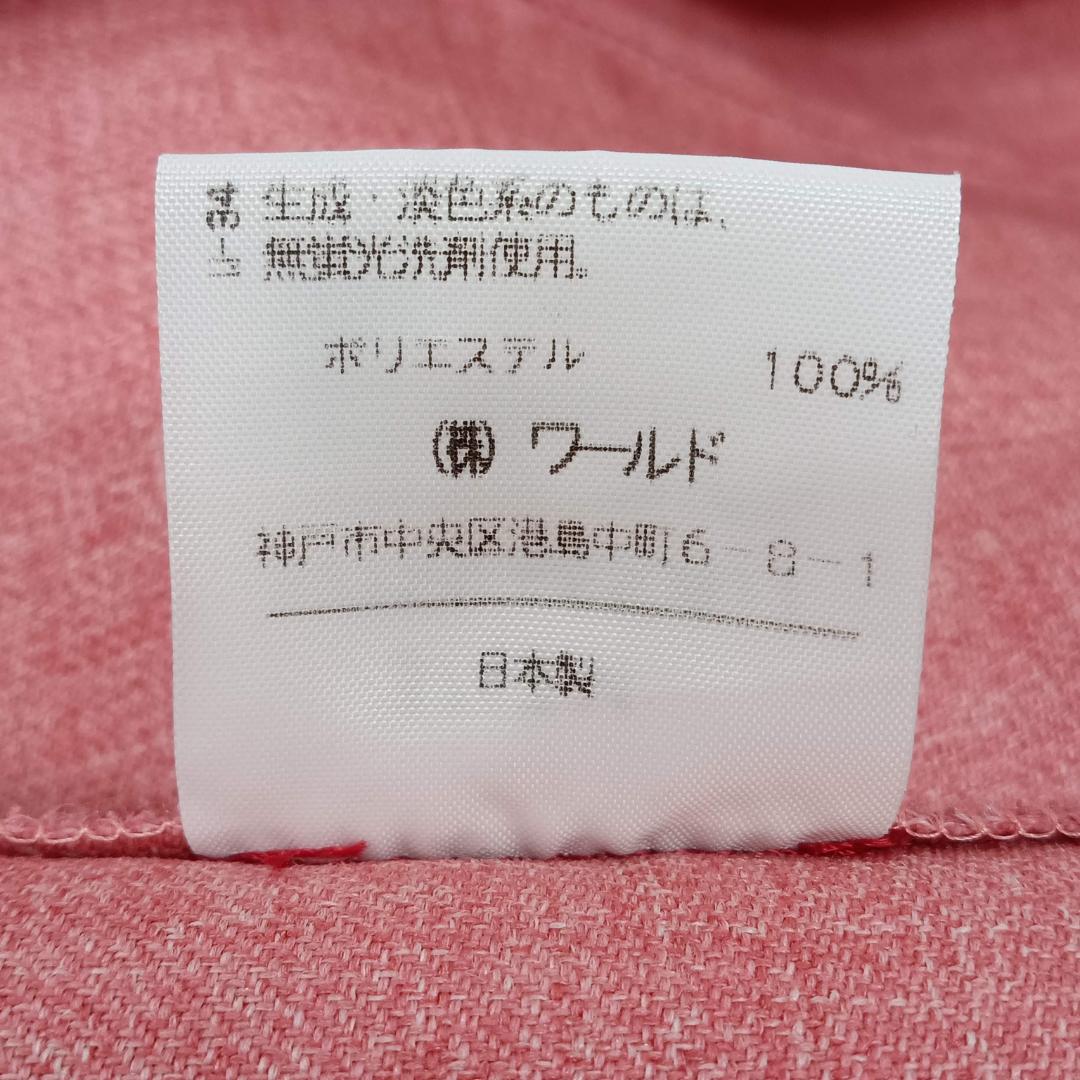 生成・淡色系のものは、
無蛍光洗剤使用。
ポリエステル 100%
(株) ワールド
神戸市中央区港島中町6-8-1
日本製